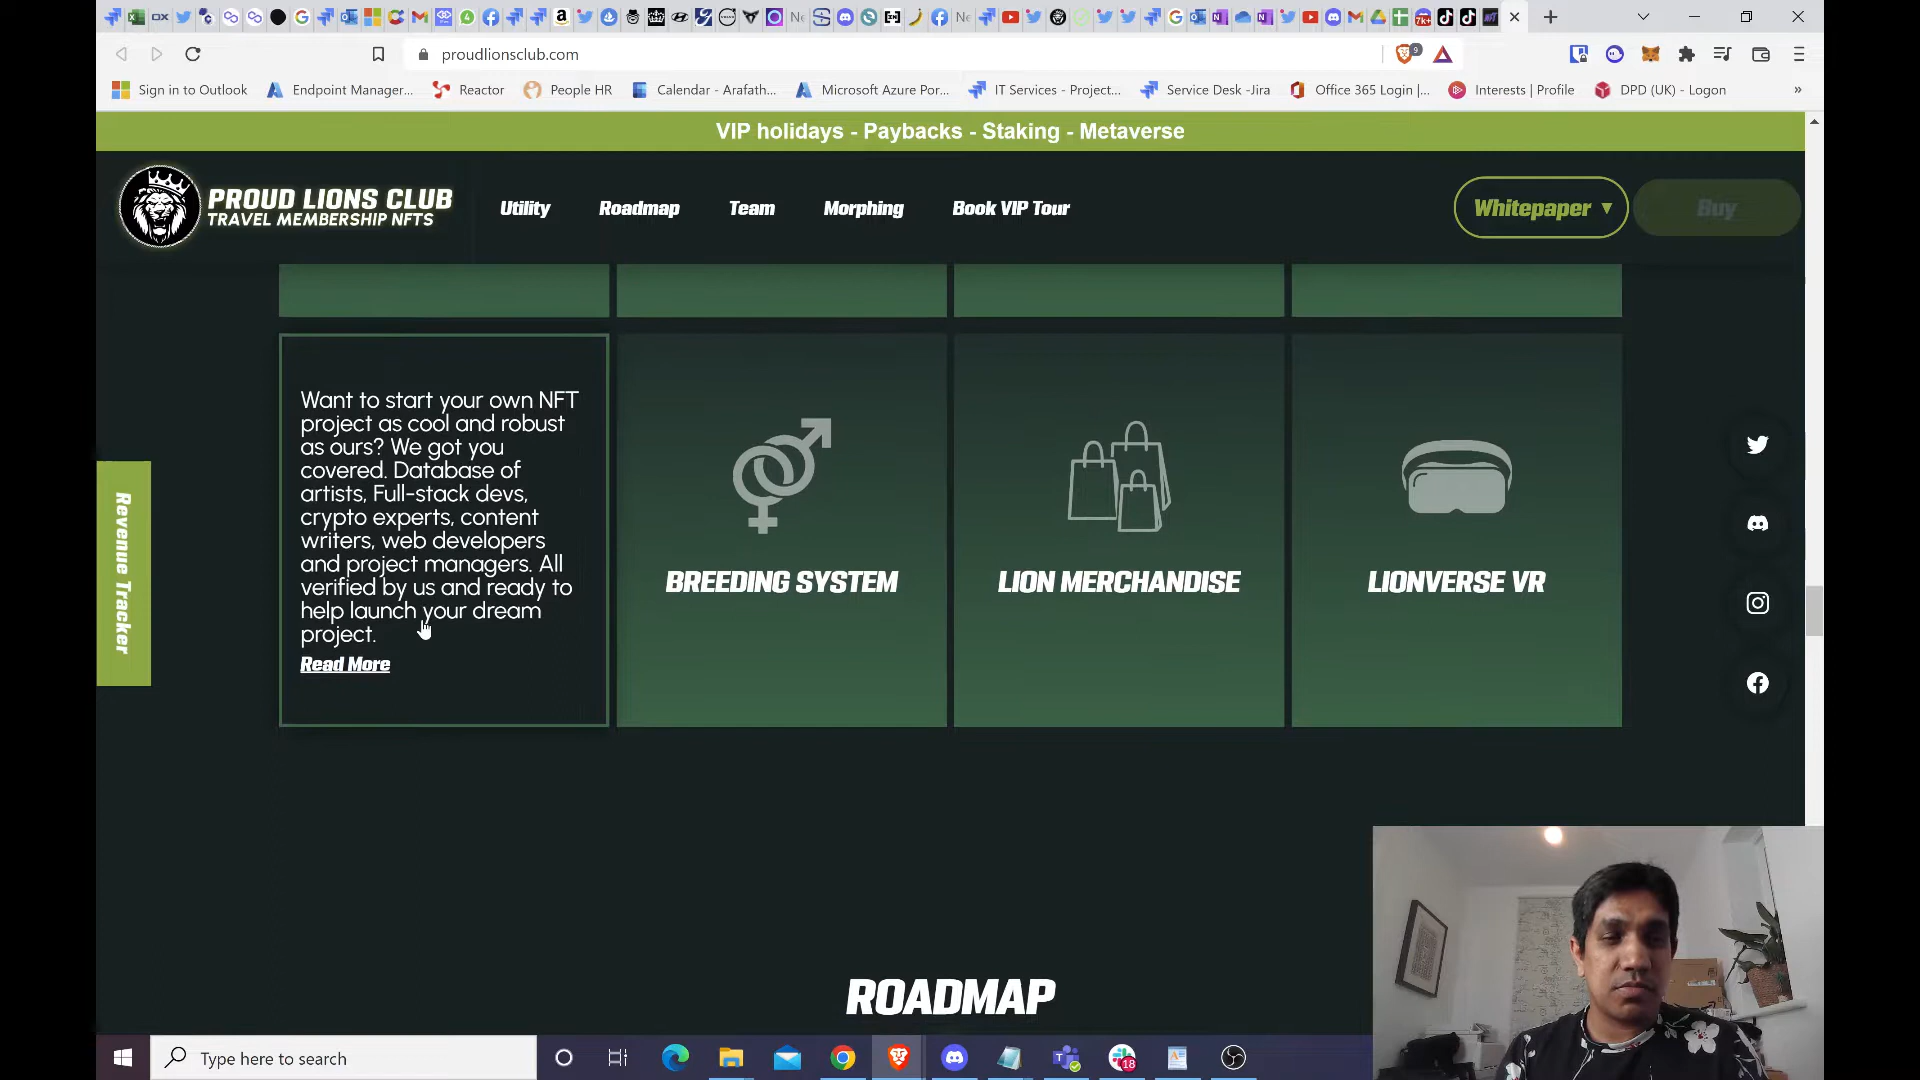 proudlionsclub.com
9
Sign in to Outlook
Endpoint Manager...
Reactor
People HR
Calendar - Arafath...
Microsoft Azure Por...
IT Services - Project...
Service Desk -Jira
Office 365 Login |...
Interests | Profile
DPD (UK) - Logon
»
VIP holidays - Paybacks - Staking - Metaverse
PROUD LIONS CLUB
TRAVEL MEMBERSHIP NFTS
Utility
Roadmap
Team
Morphing
Book VIP Tour
Whitepaper ▼
Buy
Revenue Tracker
Want to start your own NFT
project as cool and robust
as ours? We got you
covered. Database of
artists, Full-stack devs,
crypto experts, content
writers, web developers
and project managers. All
verified by us and ready to
help launch your dream
project.
Read More
BREEDING SYSTEM
LION MERCHANDISE
LIONVERSE VR
ROADMAP
Type here to search
18